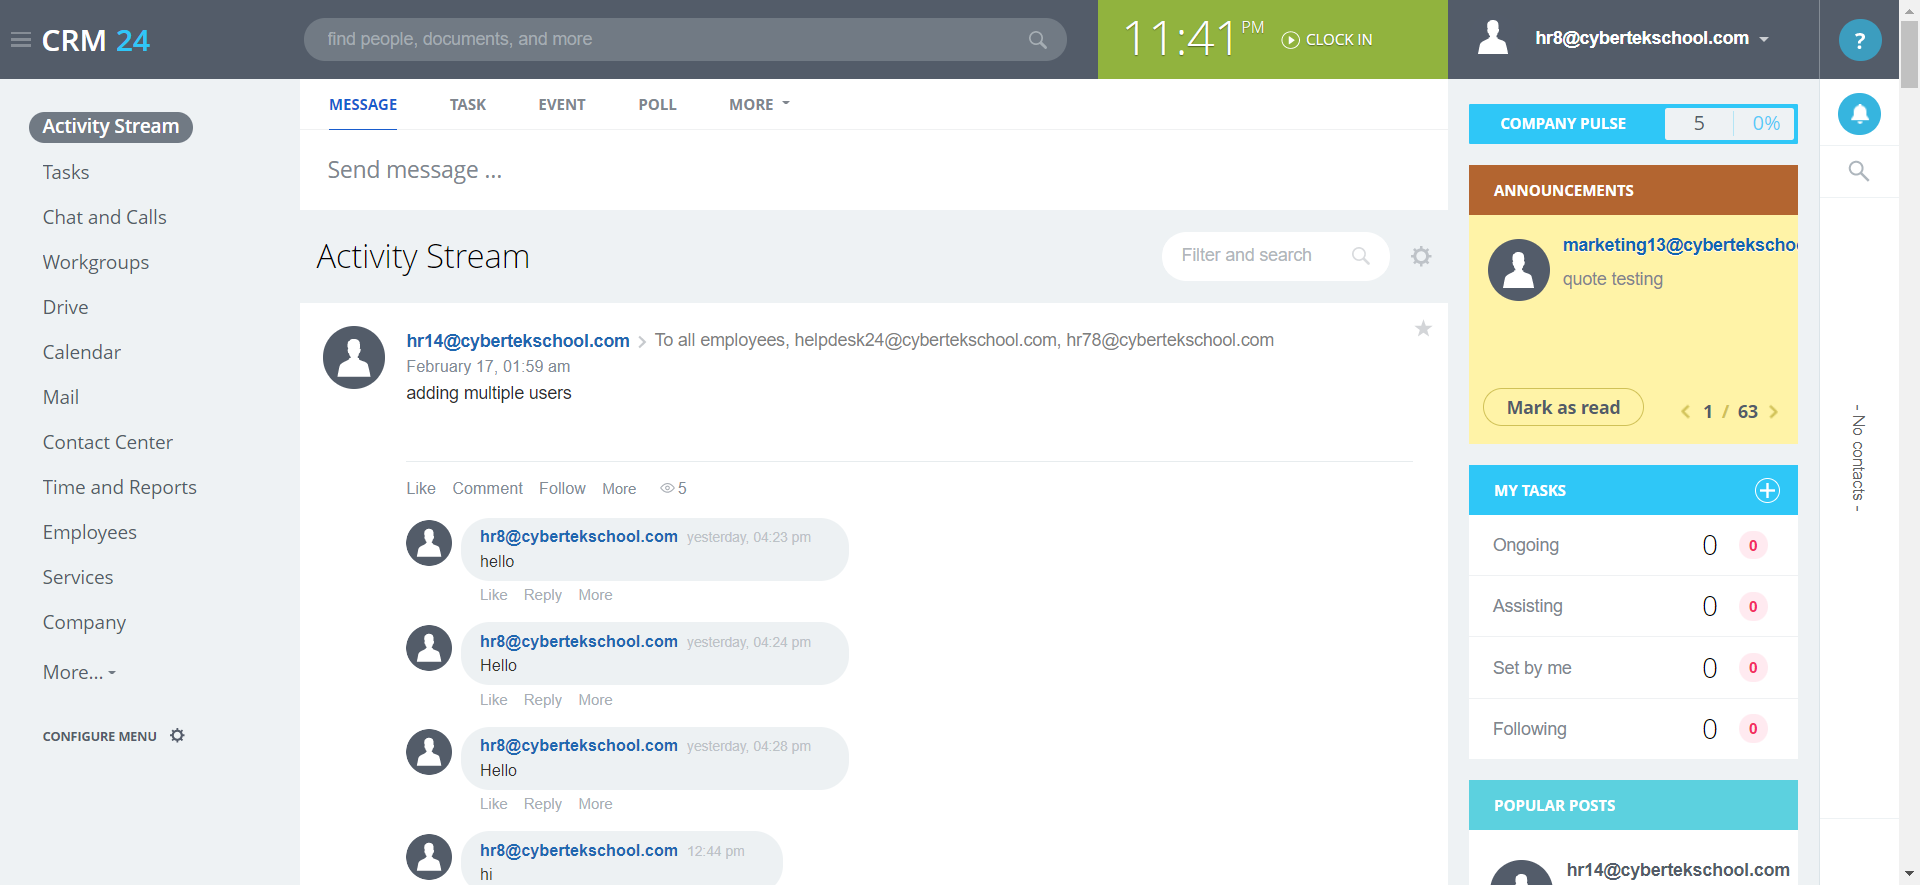 CRM 24
find people, documents, and more
11:41 PM
CLOCK IN
hr8@cybertekschool.com
?
Activity Stream
Tasks
Chat and Calls
Workgroups
Drive
Calendar
Mail
Contact Center
Time and Reports
Employees
Services
Company
More...
CONFIGURE MENU
MESSAGE TASK EVENT POLL MORE
Send message ...
Activity Stream
Filter and search
hr14@cybertekschool.com To all employees, helpdesk24@cybertekschool.com, hr78@cybertekschool.com
February 17, 01:59 am
adding multiple users
Like Comment Follow More 5
hr8@cybertekschool.com yesterday, 04:23 pm
hello
Like Reply More
hr8@cybertekschool.com yesterday, 04:24 pm
Hello
Like Reply More
hr8@cybertekschool.com yesterday, 04:28 pm
Hello
Like Reply More
hr8@cybertekschool.com 12:44 pm
hi
COMPANY PULSE 5 0%
ANNOUNCEMENTS
marketing13@cybertekscho
quote testing
Mark as read 1 / 63
MY TASKS
Ongoing 0 0
Assisting 0 0
Set by me 0 0
Following 0 0
POPULAR POSTS
hr14@cybertekschool.com
- No contacts -